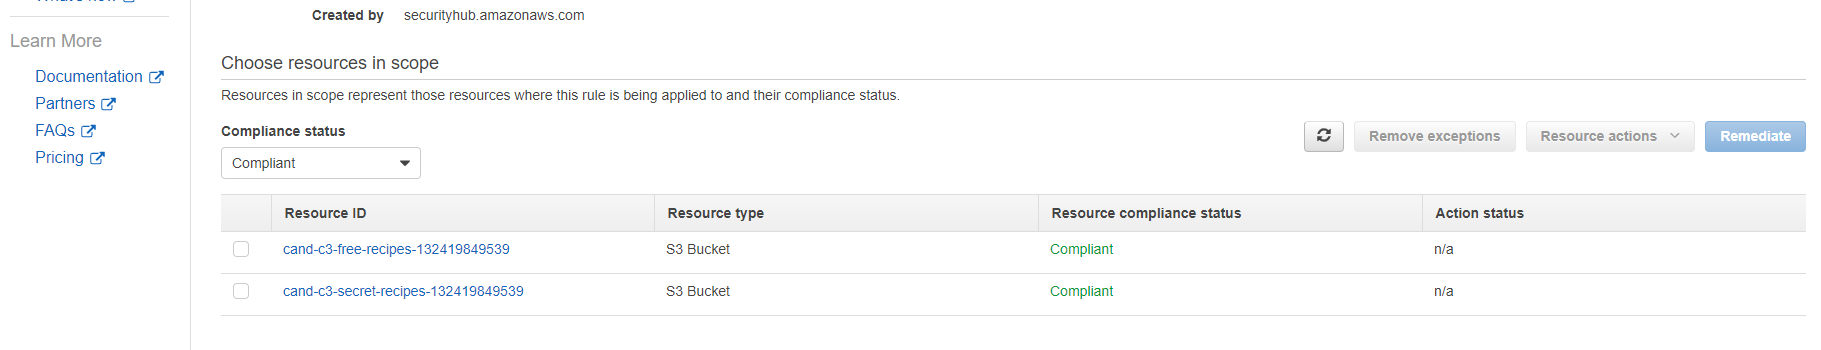 Created by securityhub.amazonaws.com
Learn More
Documentation
Partners
FAQs
Pricing
Choose resources in scope
Resources in scope represent those resources where this rule is being applied to and their compliance status.
Compliance status
Compliant
Remove exceptions
Resource actions
Remediate
Resource ID Resource type Resource compliance status Action status
cand-c3-free-recipes-132419849539 S3 Bucket Compliant n/a
cand-c3-secret-recipes-132419849539 S3 Bucket Compliant n/a